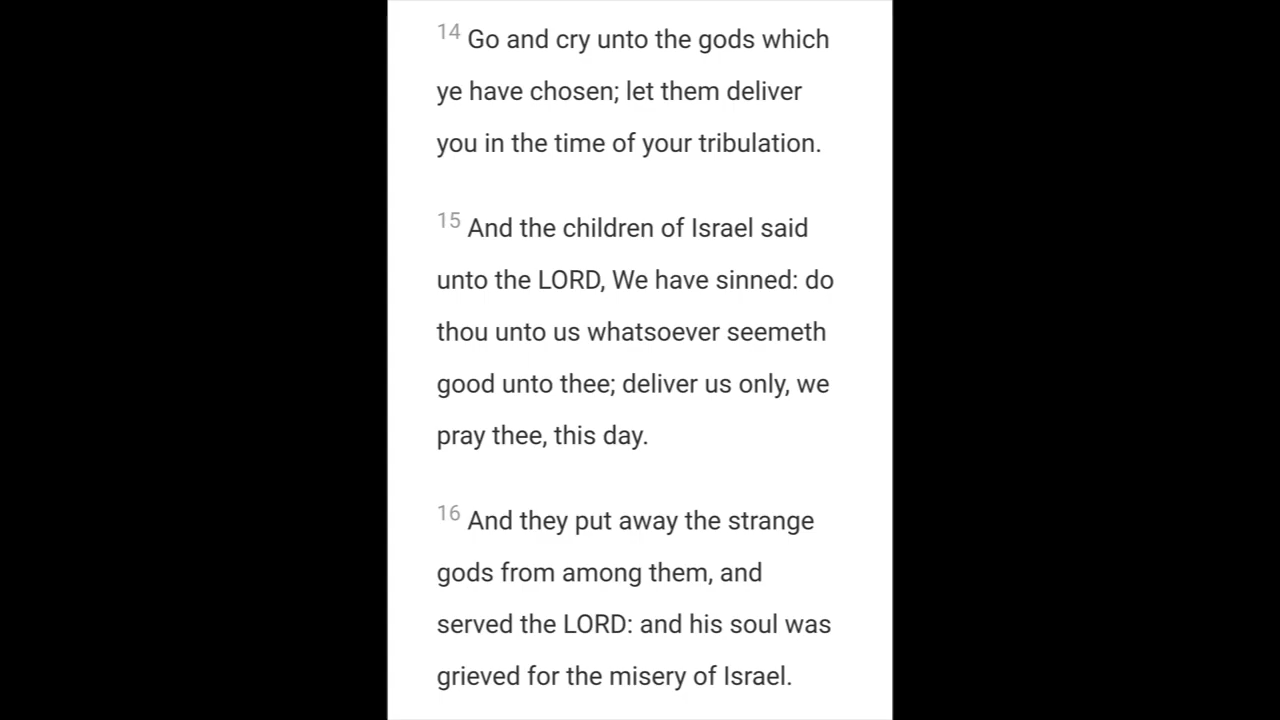 14 Go and cry unto the gods which
ye have chosen; let them deliver
you in the time of your tribulation.
15 And the children of Israel said
unto the LORD, We have sinned: do
thou unto us whatsoever seemeth
good unto thee; deliver us only, we
pray thee, this day.
16 And they put away the strange
gods from among them, and
served the LORD: and his soul was
grieved for the misery of Israel.